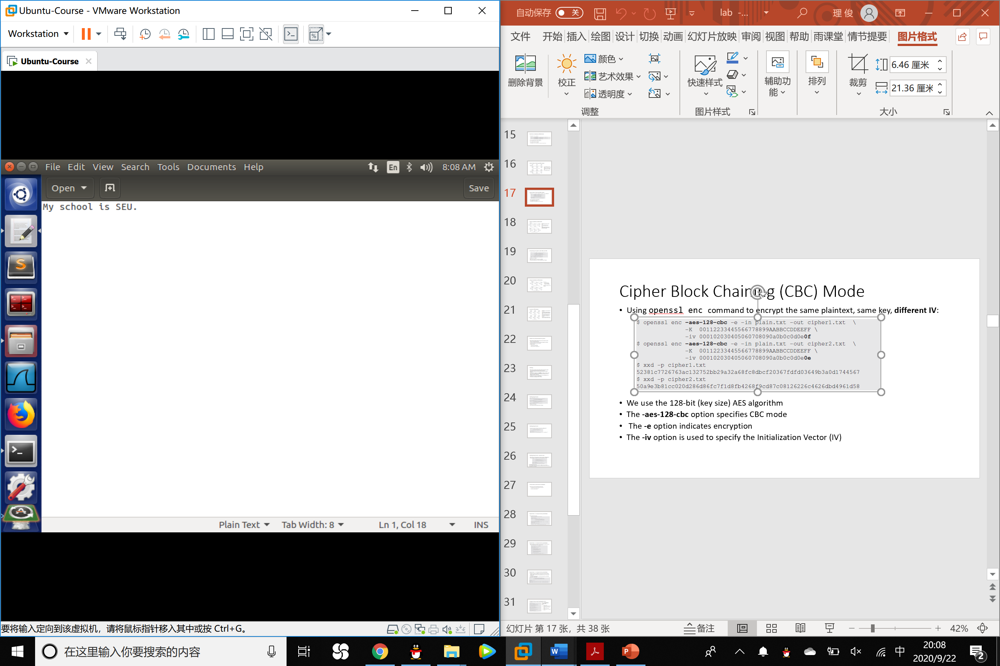 Ubuntu-Course - VMware Workstation
Workstation
Ubuntu-Course
File Edit View Search Tools Documents Help
En
8:08 AM
Open
Save
My school is SEU.
Plain Text
Tab Width: 8
Ln 1, Col 18
INS
要将输入定向到该虚拟机，请将鼠标指针移入其中或按 Ctrl+G。
自动保存
关
lab -...
理 俊
文件 开始 插入 绘图 设计 切换 动画 幻灯片放映 审阅 视图 帮助 雨课堂 情节提要 图片格式
删除背景
校正
颜色
艺术效果
透明度
调整
快速样式
图片样式
辅助功能
排列
裁剪
6.46 厘米
21.36 厘米
大小
15
16
17
18
19
20
21
22
23
24
25
26
27
28
29
30
31
Cipher Block Chaining (CBC) Mode
• Using openssl enc command to encrypt the same plaintext, same key, different IV:
$ openssl enc -aes-128-cbc -e -in plain.txt -out cipher1.txt \
-K 00112233445566778899AABBCCDDEEFF \
-iv 000102030405060708090a0b0c0d0e0f
$ openssl enc -aes-128-cbc -e -in plain.txt -out cipher2.txt \
-K 00112233445566778899AABBCCDDEEFF \
-iv 000102030405060708090a0b0c0d0e0e
$ xxd -p cipher1.txt
52381c7726763ac132752bb29a32a68fc8dbcf20367fdfd03649b3a0d1744567
$ xxd -p cipher2.txt
50a9e3b81cc020d286d86fc7f1d8fb4268f9cd87c08126226c4626dbd4961d58
• We use the 128-bit (key size) AES algorithm
• The -aes-128-cbc option specifies CBC mode
• The -e option indicates encryption
• The -iv option is used to specify the Initialization Vector (IV)
幻灯片 第 17 张，共 38 张
备注
42%
在这里输入你要搜索的内容
中
20:08
2020/9/22
2